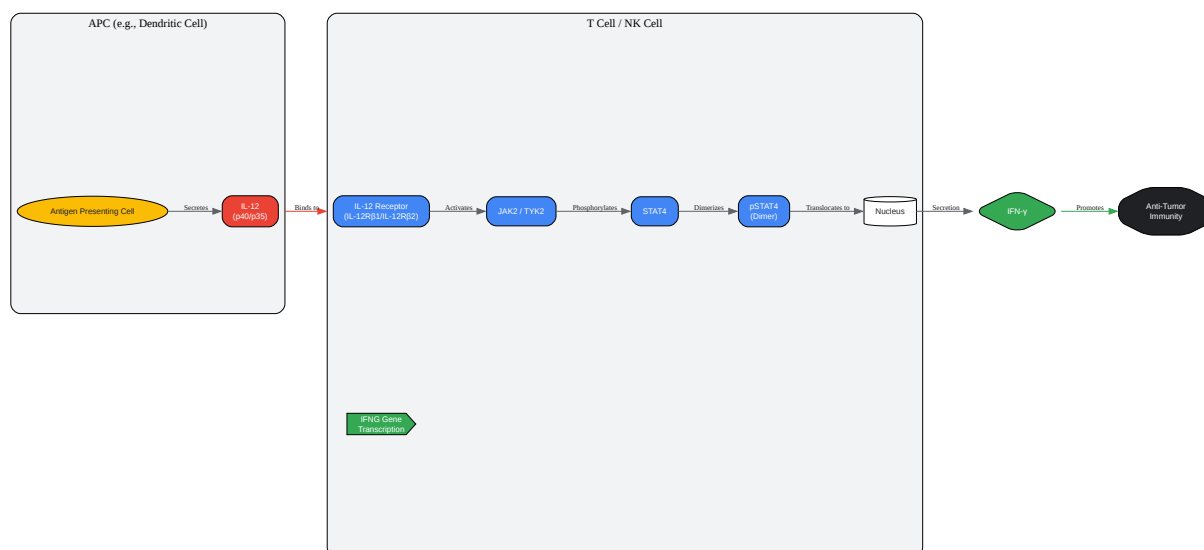 APC (e.g., Dendritic Cell)
T Cell / NK Cell
Antigen Presenting Cell
Secretes
IL-12
(p40/p35)
Binds to
IL-12 Receptor
(IL-12Rβ1/IL-12Rβ2)
Activates
JAK2 / TYK2
Phosphorylates
STAT4
Dimerizes
pSTAT4
(Dimer)
Translocates to
Nucleus
Secretion
IFN-γ
Promotes
Anti-Tumor
Immunity
IFNG Gene
Transcription